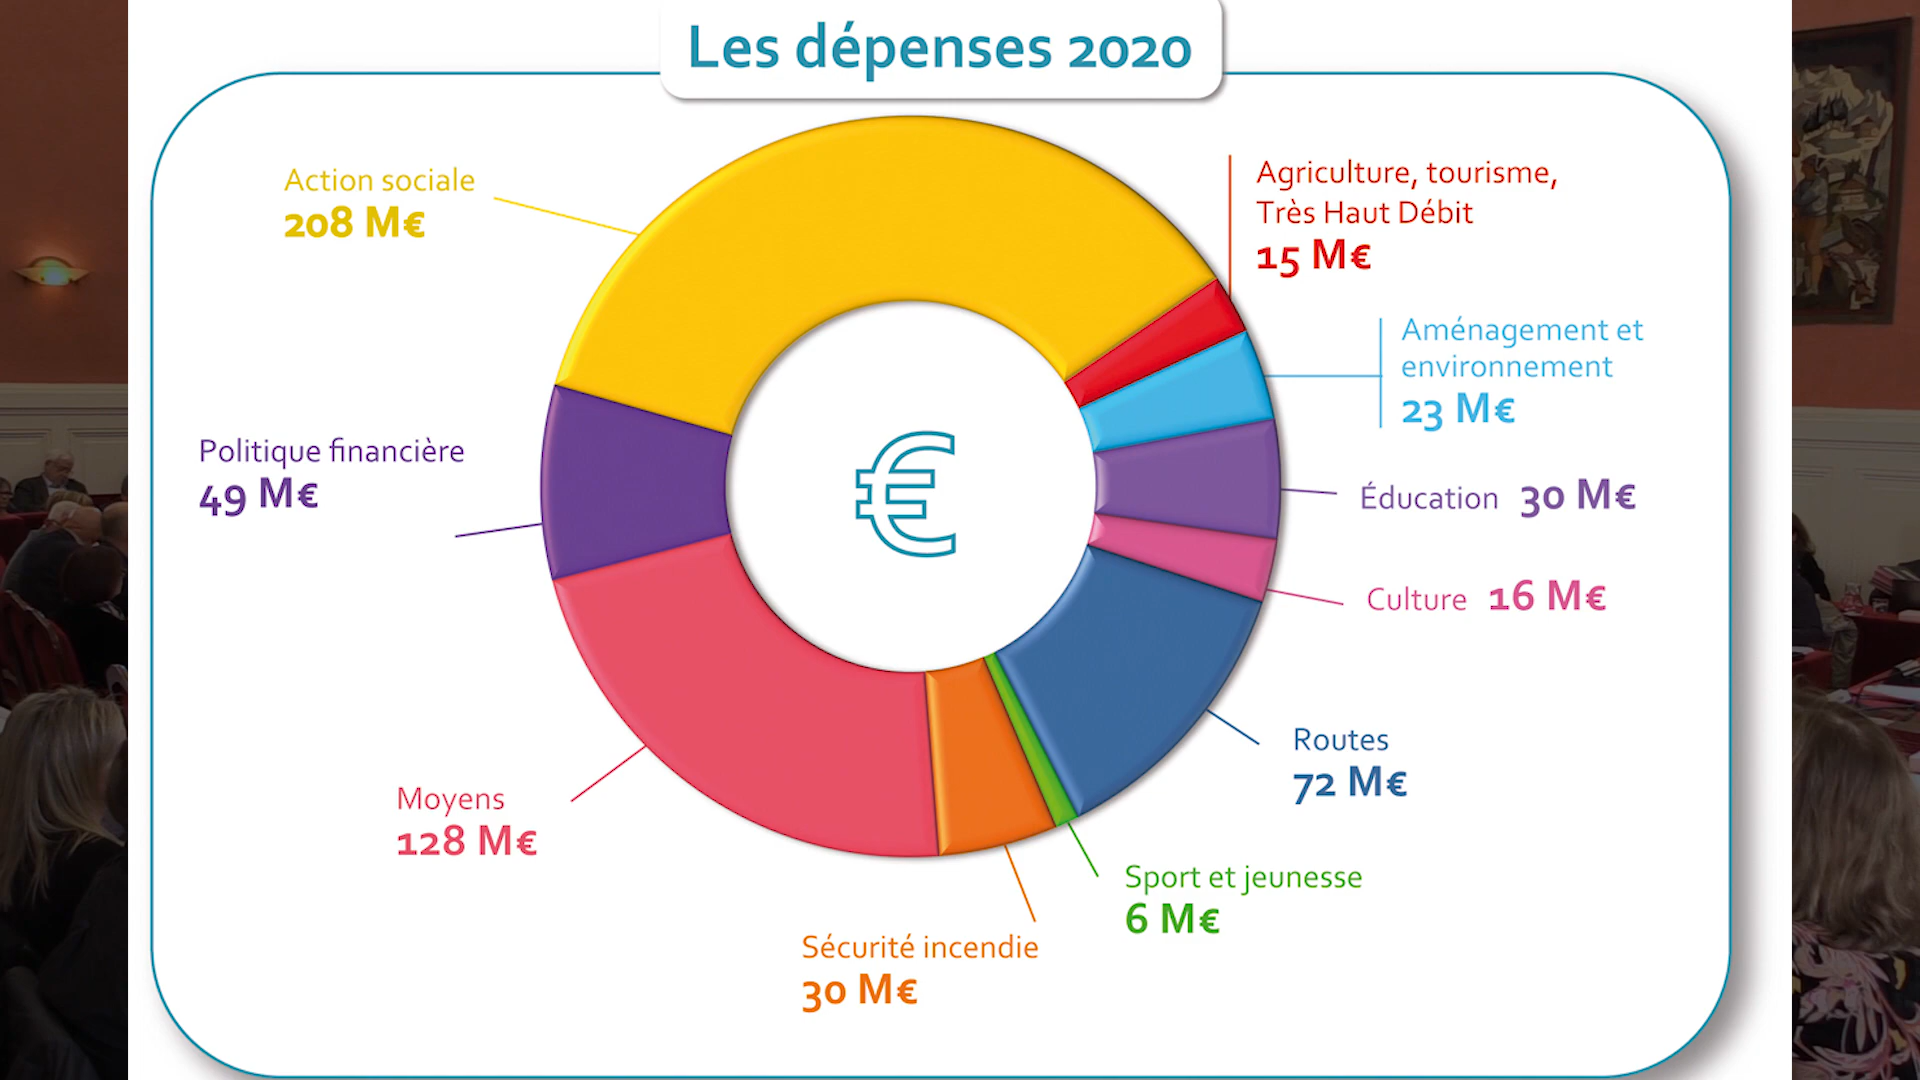 Les dépenses 2020
Action sociale
208 M€
Agriculture, tourisme,
Très Haut Débit
15 M€
Aménagement et
environnement
23 M€
Politique financière
49 M€
€
Éducation 30 M€
Culture 16 M€
Routes
72 M€
Moyens
128 M€
Sport et jeunesse
6 M€
Sécurité incendie
30 M€